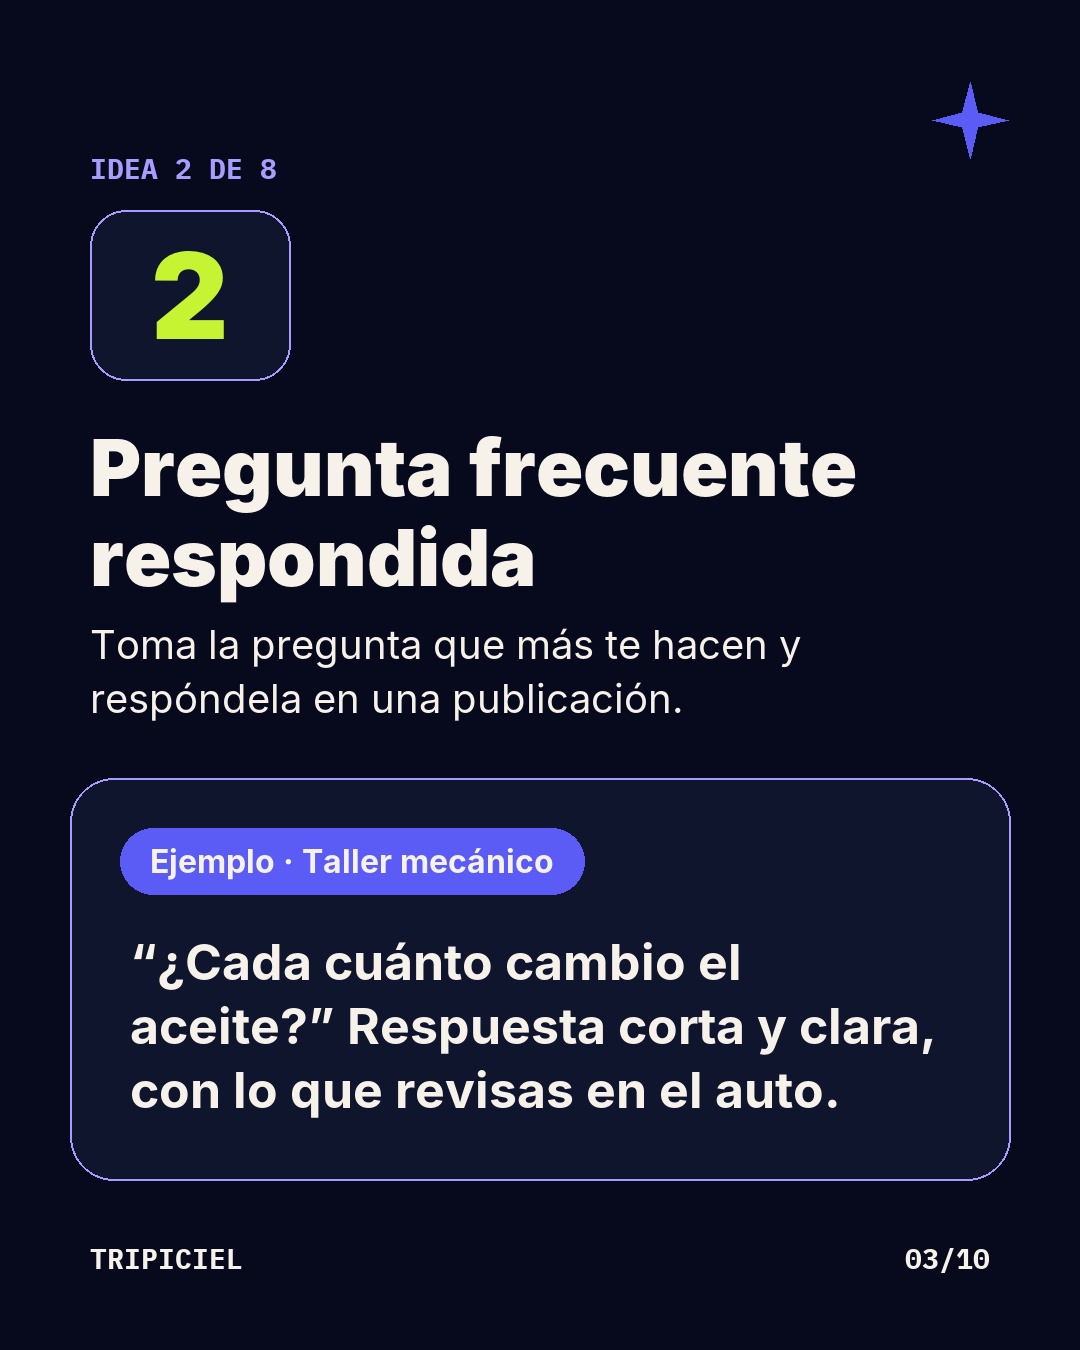 IDEA 2 DE 8
2
Pregunta frecuente
respondida
Toma la pregunta que más te hacen y
respóndela en una publicación.
Ejemplo · Taller mecánico
“¿Cada cuánto cambio el
aceite?” Respuesta corta y clara,
con lo que revisas en el auto.
TRIPICIEL
03/10